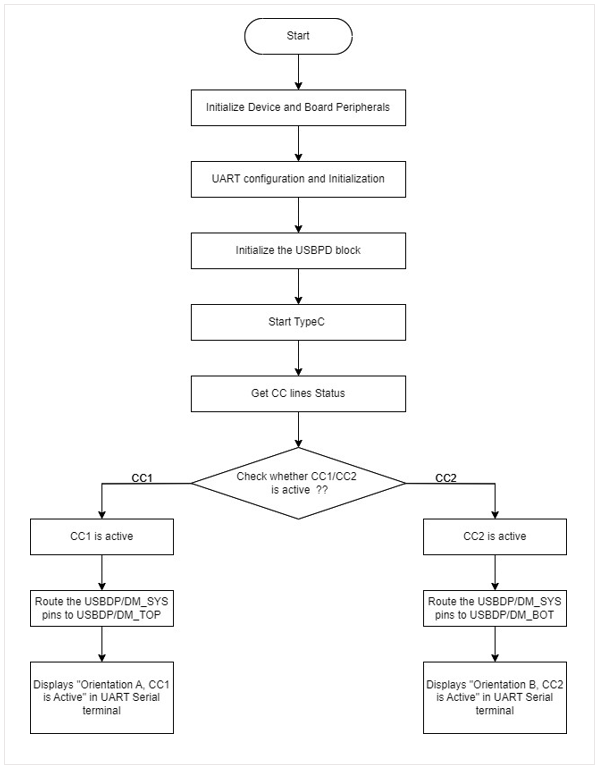 Start
Initialize Device and Board Peripherals
UART configuration and Initialization
Initialize the USBPD block
Start TypeC
Get CC lines Status
Check whether CC1/CC2
is active ??
CC1
CC2
CC1 is active
CC2 is active
Route the USBDP/DM_SYS
pins to USBDP/DM_TOP
Route the USBDP/DM_SYS
pins to USBDP/DM_BOT
Displays "Orientation A, CC1
is Active" in UART Serial
terminal
Displays "Orientation B, CC2
is Active" in UART Serial
terminal